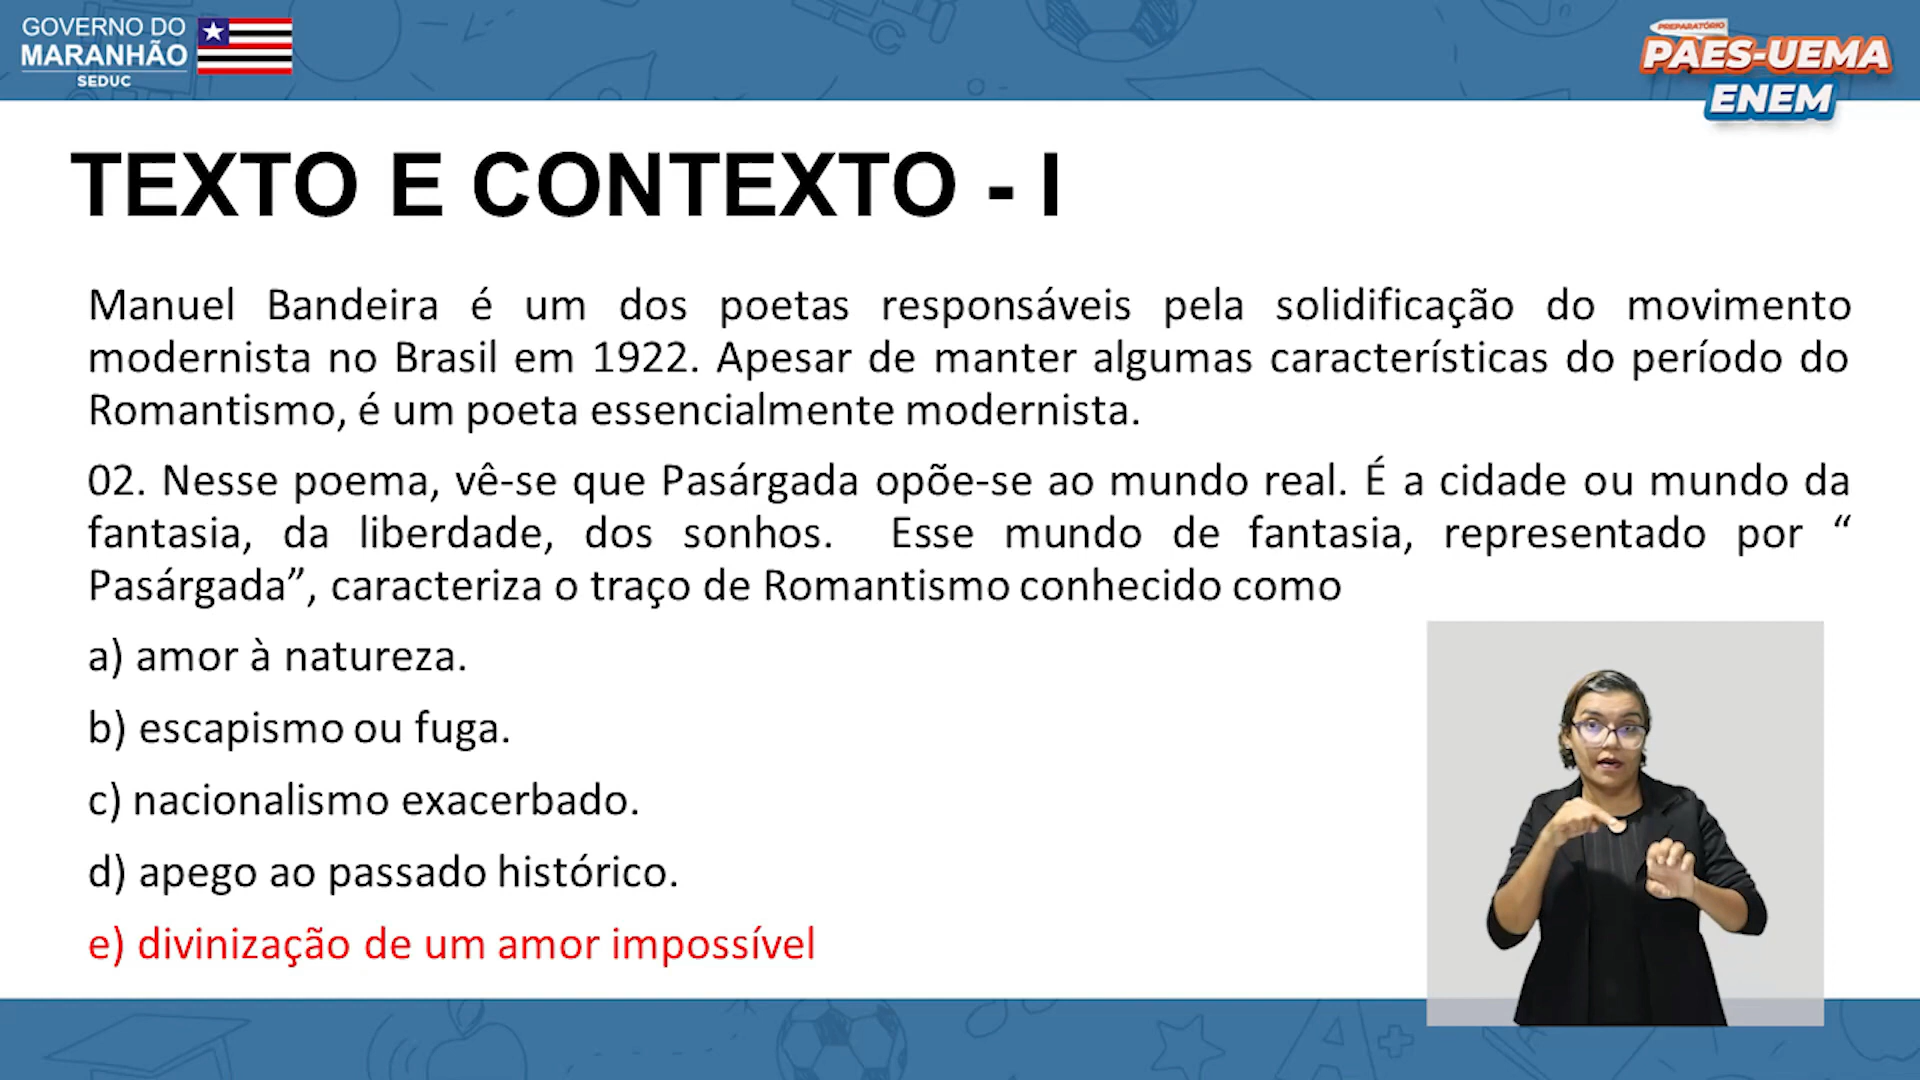 GOVERNO DO
MARANHÃO
SEDUC
PREPARATÓRIO
PAES-UEMA
ENEM
TEXTO E CONTEXTO - I
Manuel Bandeira é um dos poetas responsáveis pela solidificação do movimento
modernista no Brasil em 1922. Apesar de manter algumas características do período do
Romantismo, é um poeta essencialmente modernista.
02. Nesse poema, vê-se que Pasárgada opõe-se ao mundo real. É a cidade ou mundo da
fantasia, da liberdade, dos sonhos. Esse mundo de fantasia, representado por “
Pasárgada”, caracteriza o traço de Romantismo conhecido como
a) amor à natureza.
b) escapismo ou fuga.
c) nacionalismo exacerbado.
d) apego ao passado histórico.
e) divinização de um amor impossível